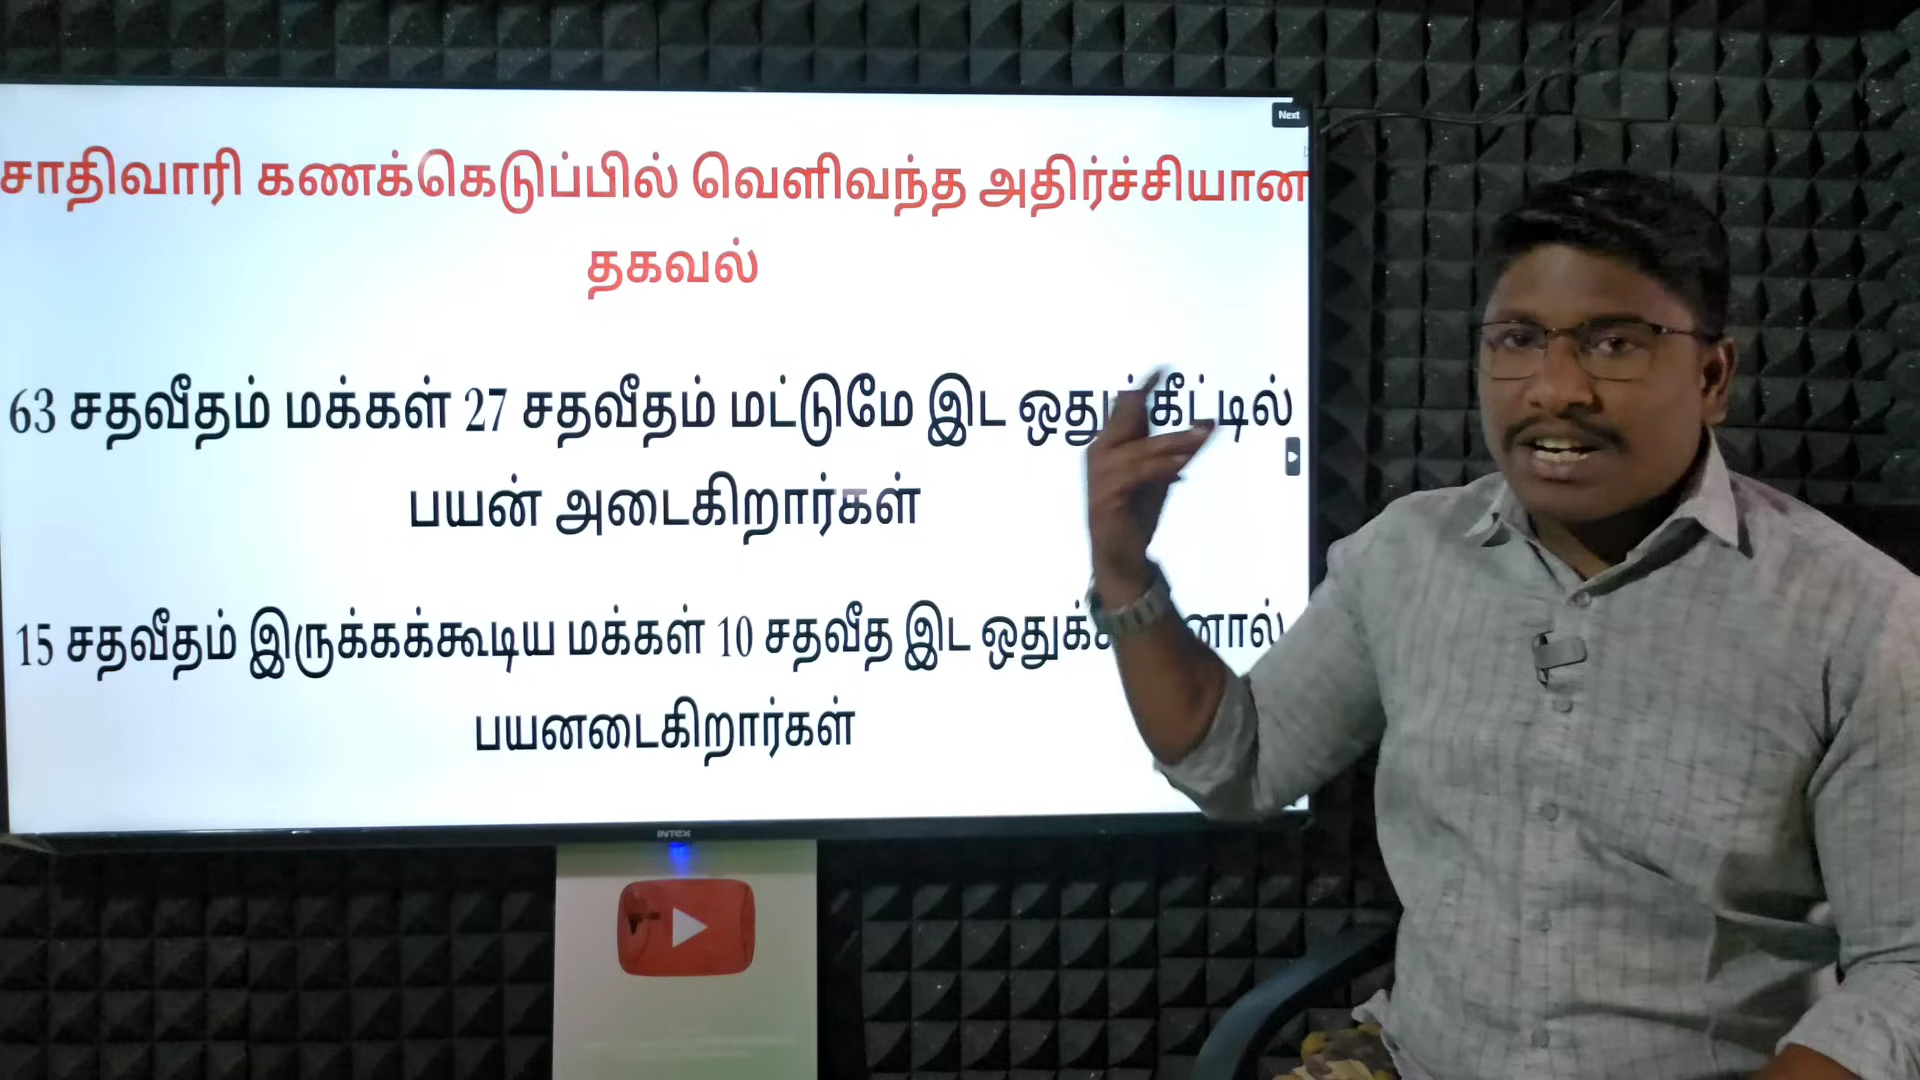 Next
சாதிவாரி கணக்கெடுப்பில் வெளிவந்த அதிர்ச்சியான
தகவல்
63 சதவீதம் மக்கள் 27 சதவீதம் மட்டுமே இட ஒதுக்கீட்டில்
பயன் அடைகிறார்கள்
15 சதவீதம் இருக்கக்கூடிய மக்கள் 10 சதவீத இட
பயனடைகிறார்கள்
INTEX